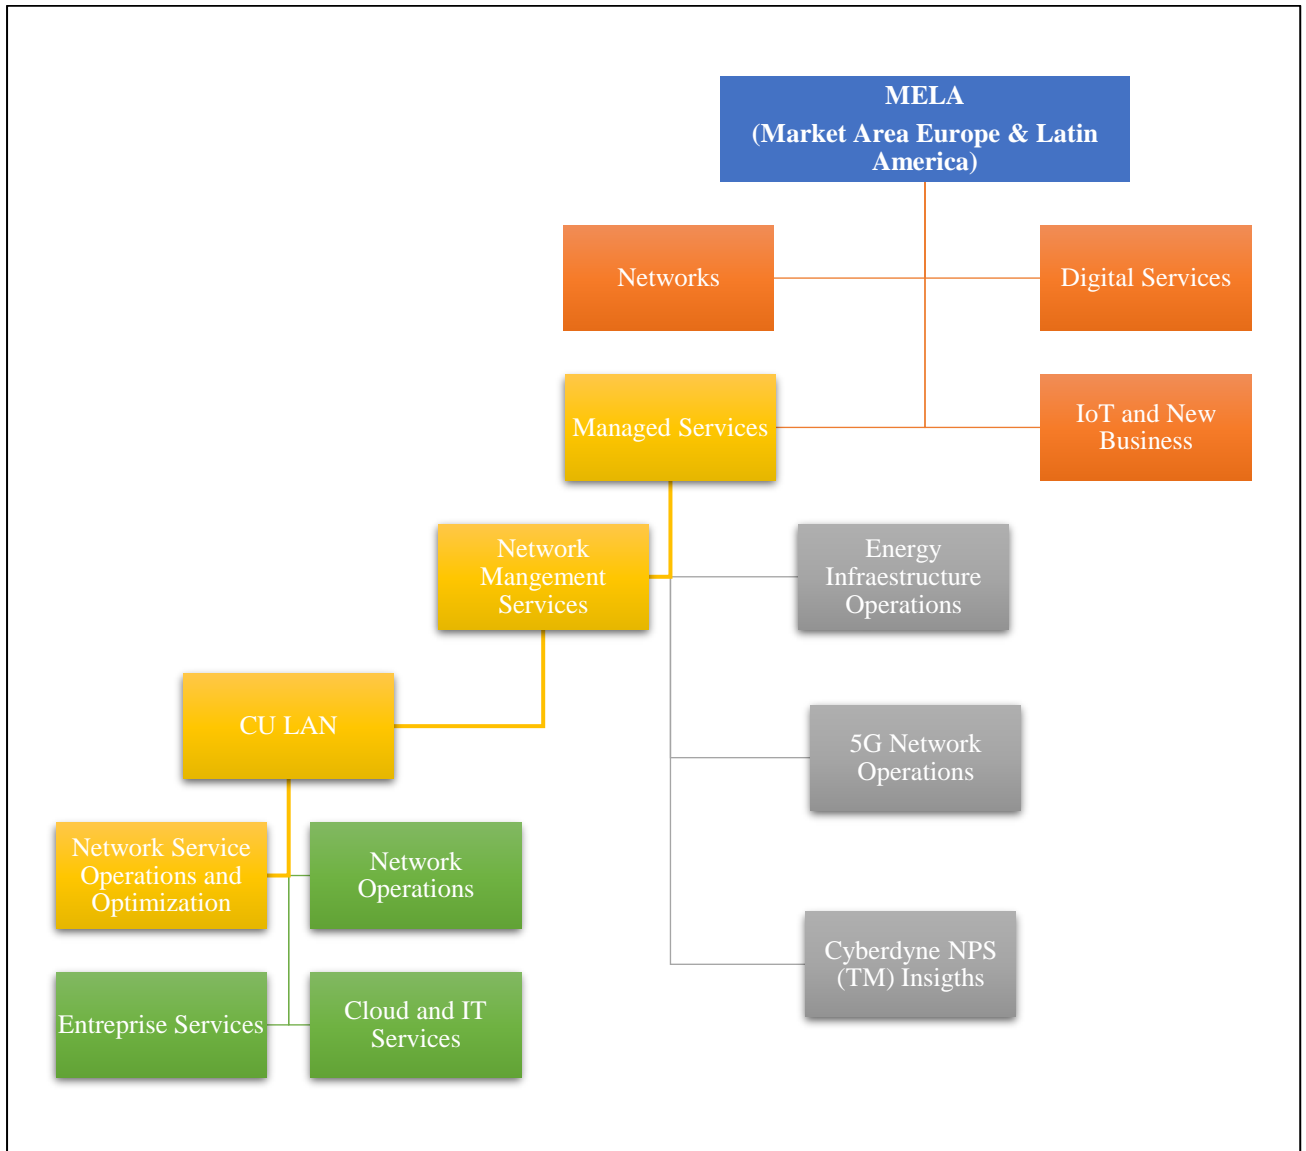 MELA
(Market Area Europe & Latin
America)
Networks
Digital Services
Managed Services
IoT and New
Business
Network
Mangement
Services
Energy
Infraestructure
Operations
CU LAN
5G Network
Operations
Network Service
Operations and
Optimization
Network
Operations
Cyberdyne NPS
(TM) Insigths
Entreprise Services
Cloud and IT
Services